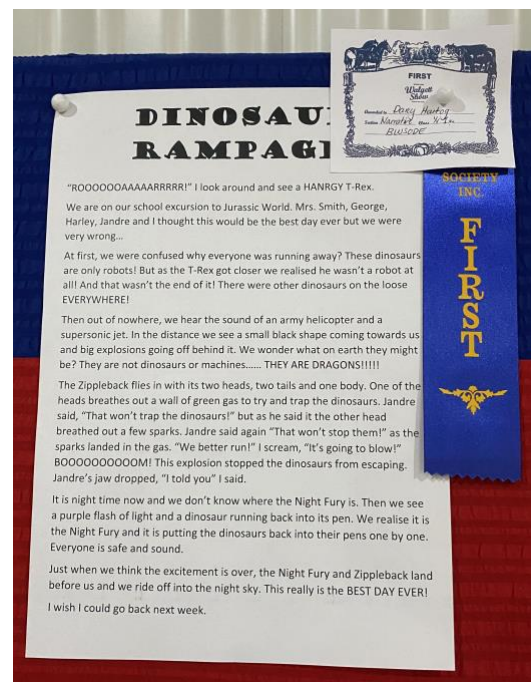 FIRST
Walgett
Show
DINOSAU
RAMPAG
SOCIETY
INC.
FIRST
"ROOOOOOAAAAARRRRR!" I look around and see a HANRGY T-Rex.
We are on our school excursion to Jurassic World. Mrs. Smith, George,
Harley, Jandre and I thought this would be the best day ever but we were
very wrong...
At first, we were confused why everyone was running away? These dinosaurs
are only robots! But as the T-Rex got closer we realised he wasn't a robot at
all! And that wasn't the end of it! There were other dinosaurs on the loose
EVERYWHERE!
Then out of nowhere, we hear the sound of an army helicopter and a
supersonic jet. In the distance we see a small black shape coming towards us
and big explosions going off behind it. We wonder what on earth they might
be? They are not dinosaurs or machines...... THEY ARE DRAGONS!!!!!
The Zippleback flies in with its two heads, two tails and one body. One of the
heads breathes out a wall of green gas to try and trap the dinosaurs. Jandre
said, "That won't trap the dinosaurs!" but as he said it the other head
breathed out a few sparks. Jandre said again "That won't stop them!" as the
sparks landed in the gas. "We better run!" I scream, "It's going to blow!"
BOOOOOOOOOOM! This explosion stopped the dinosaurs from escaping.
Jandre's jaw dropped, "I told you" I said.
It is night time now and we don't know where the Night Fury is. Then we see
a purple flash of light and a dinosaur running back into its pen. We realise it is
the Night Fury and it is putting the dinosaurs back into their pens one by one.
Everyone is safe and sound.
Just when we think the excitement is over, the Night Fury and Zippleback land
before us and we ride off into the night sky. This really is the BEST DAY EVER!
I wish I could go back next week.